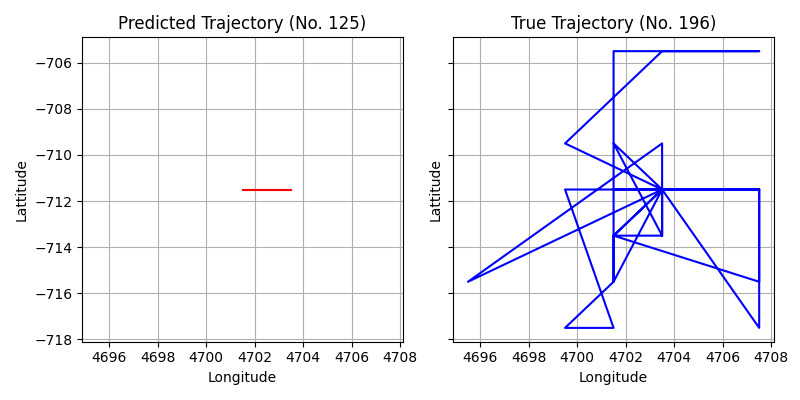 Predicted Trajectory (No. 125)
True Trajectory (No. 196)
Lattitude
−706
−708
−710
−712
−714
−716
−718
4696 4698 4700 4702 4704 4706 4708
Longitude
Lattitude
4696 4698 4700 4702 4704 4706 4708
Longitude